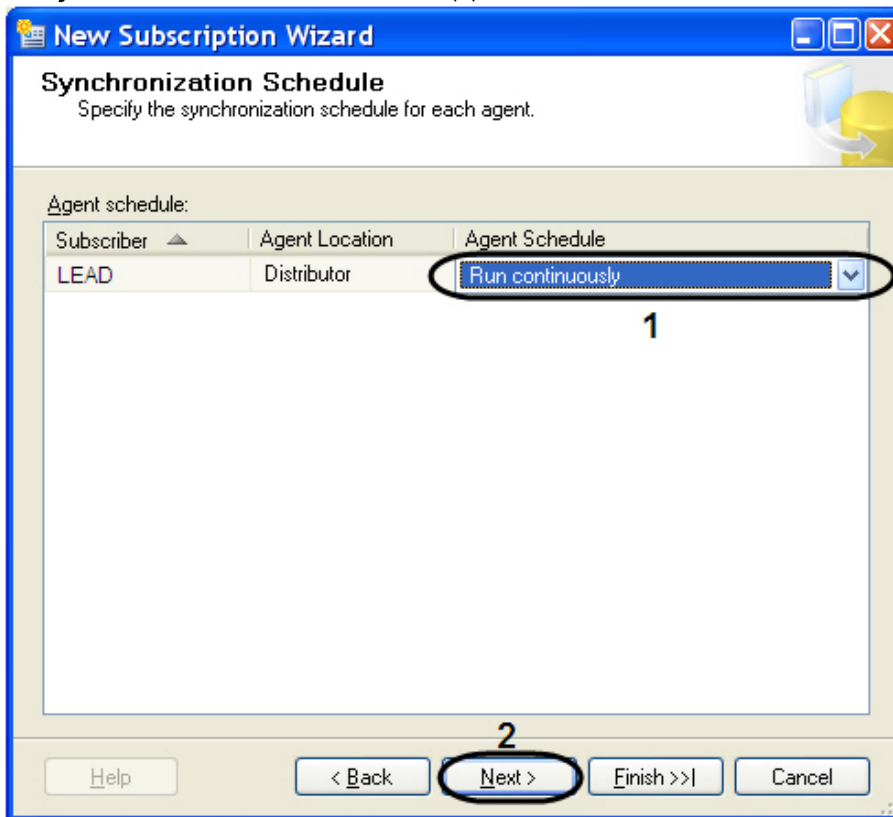 New Subscription Wizard
Synchronization Schedule
Specify the synchronization schedule for each agent.
Agent schedule:
Subscriber Agent Location Agent Schedule
LEAD Distributor Run continuously
1
2
Help < Back Next > Finish >>| Cancel